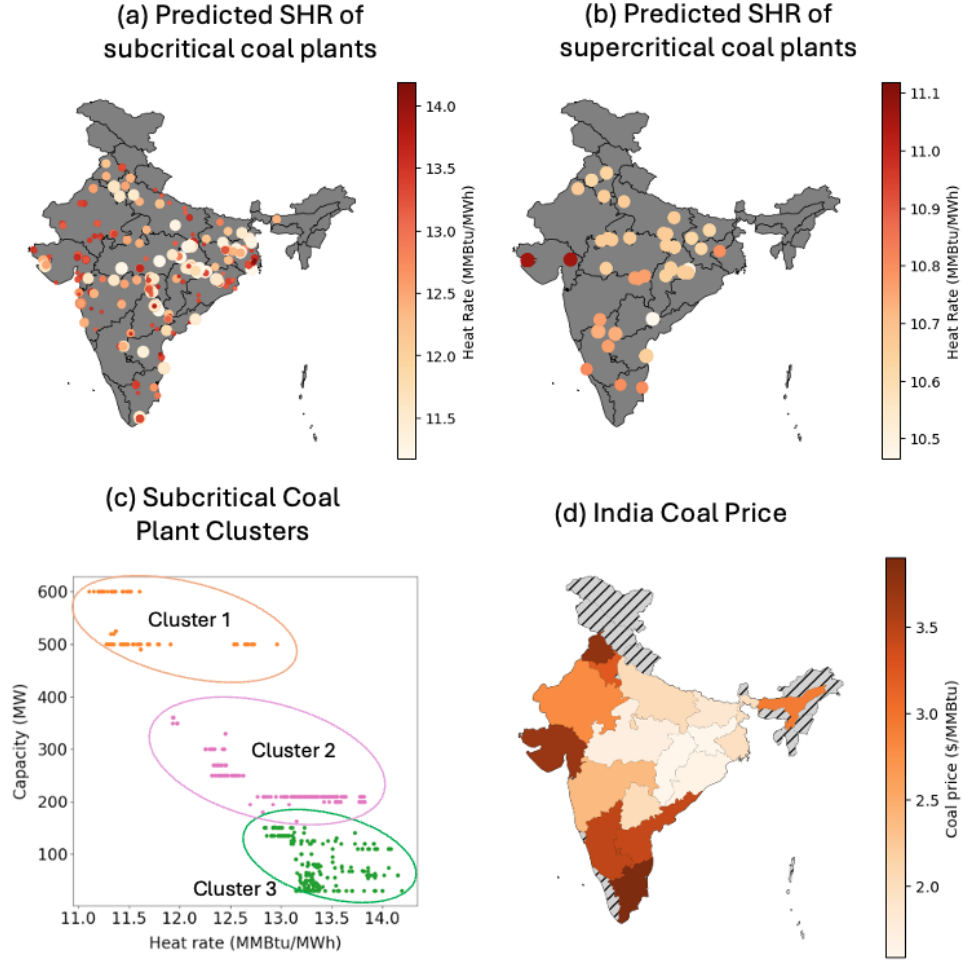 (a) Predicted SHR of
subcritical coal plants
14.0
13.5
13.0
12.5
12.0
11.5
Heat Rate (MMBtu/MWh)
(b) Predicted SHR of
supercritical coal plants
11.1
11.0
10.9
10.8
10.7
10.6
10.5
Heat Rate (MMBtu/MWh)
(c) Subcritical Coal
Plant Clusters
600
500
400
300
200
100
Capacity (MW)
Cluster 1
Cluster 2
Cluster 3
11.0 11.5 12.0 12.5 13.0 13.5 14.0
Heat rate (MMBtu/MWh)
(d) India Coal Price
3.5
3.0
2.5
2.0
Coal price ($/MMBtu)